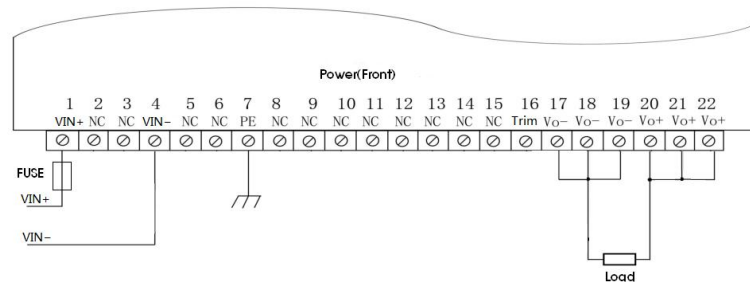 Power(Front)
1 2 3 4 5 6 7 8 9 10 11 12 13 14 15 16 17 18 19 20 21 22
VIN+ NC NC VIN- NC NC PE NC NC NC NC NC NC NC NC Trim Vo- Vo- Vo- Vo+ Vo+ Vo+
FUSE
VIN+
VIN-
Load